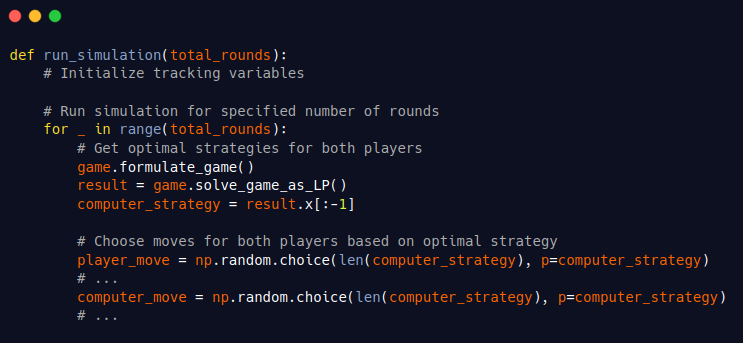 def run_simulation(total_rounds):
    # Initialize tracking variables

    # Run simulation for specified number of rounds
    for _ in range(total_rounds):
        # Get optimal strategies for both players
        game.formulate_game()
        result = game.solve_game_as_LP()
        computer_strategy = result.x[:-1]

        # Choose moves for both players based on optimal strategy
        player_move = np.random.choice(len(computer_strategy), p=computer_strategy)
        # ...
        computer_move = np.random.choice(len(computer_strategy), p=computer_strategy)
        # ...